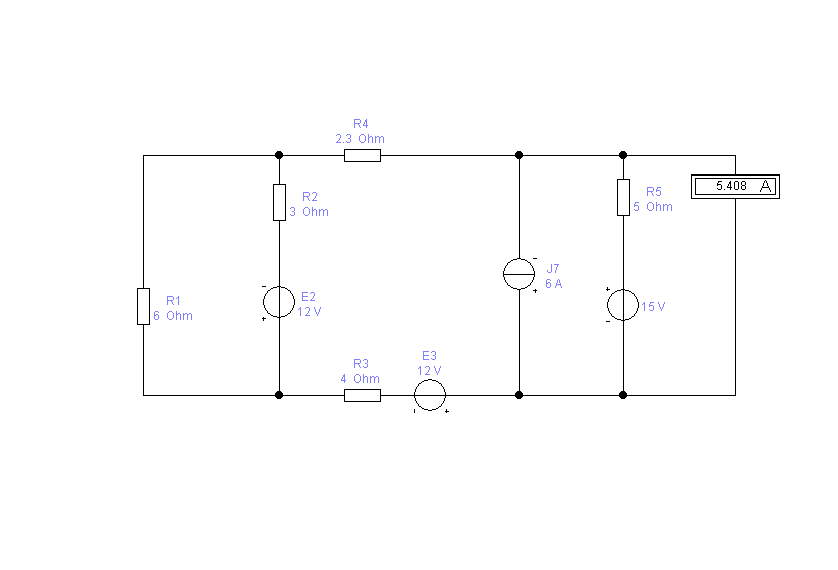 R4
2.3 Ohm
5.408 A
R2
3 Ohm
R5
5 Ohm
J7
6 A
R1
6 Ohm
E2
12 V
15 V
E3
12 V
R3
4 Ohm